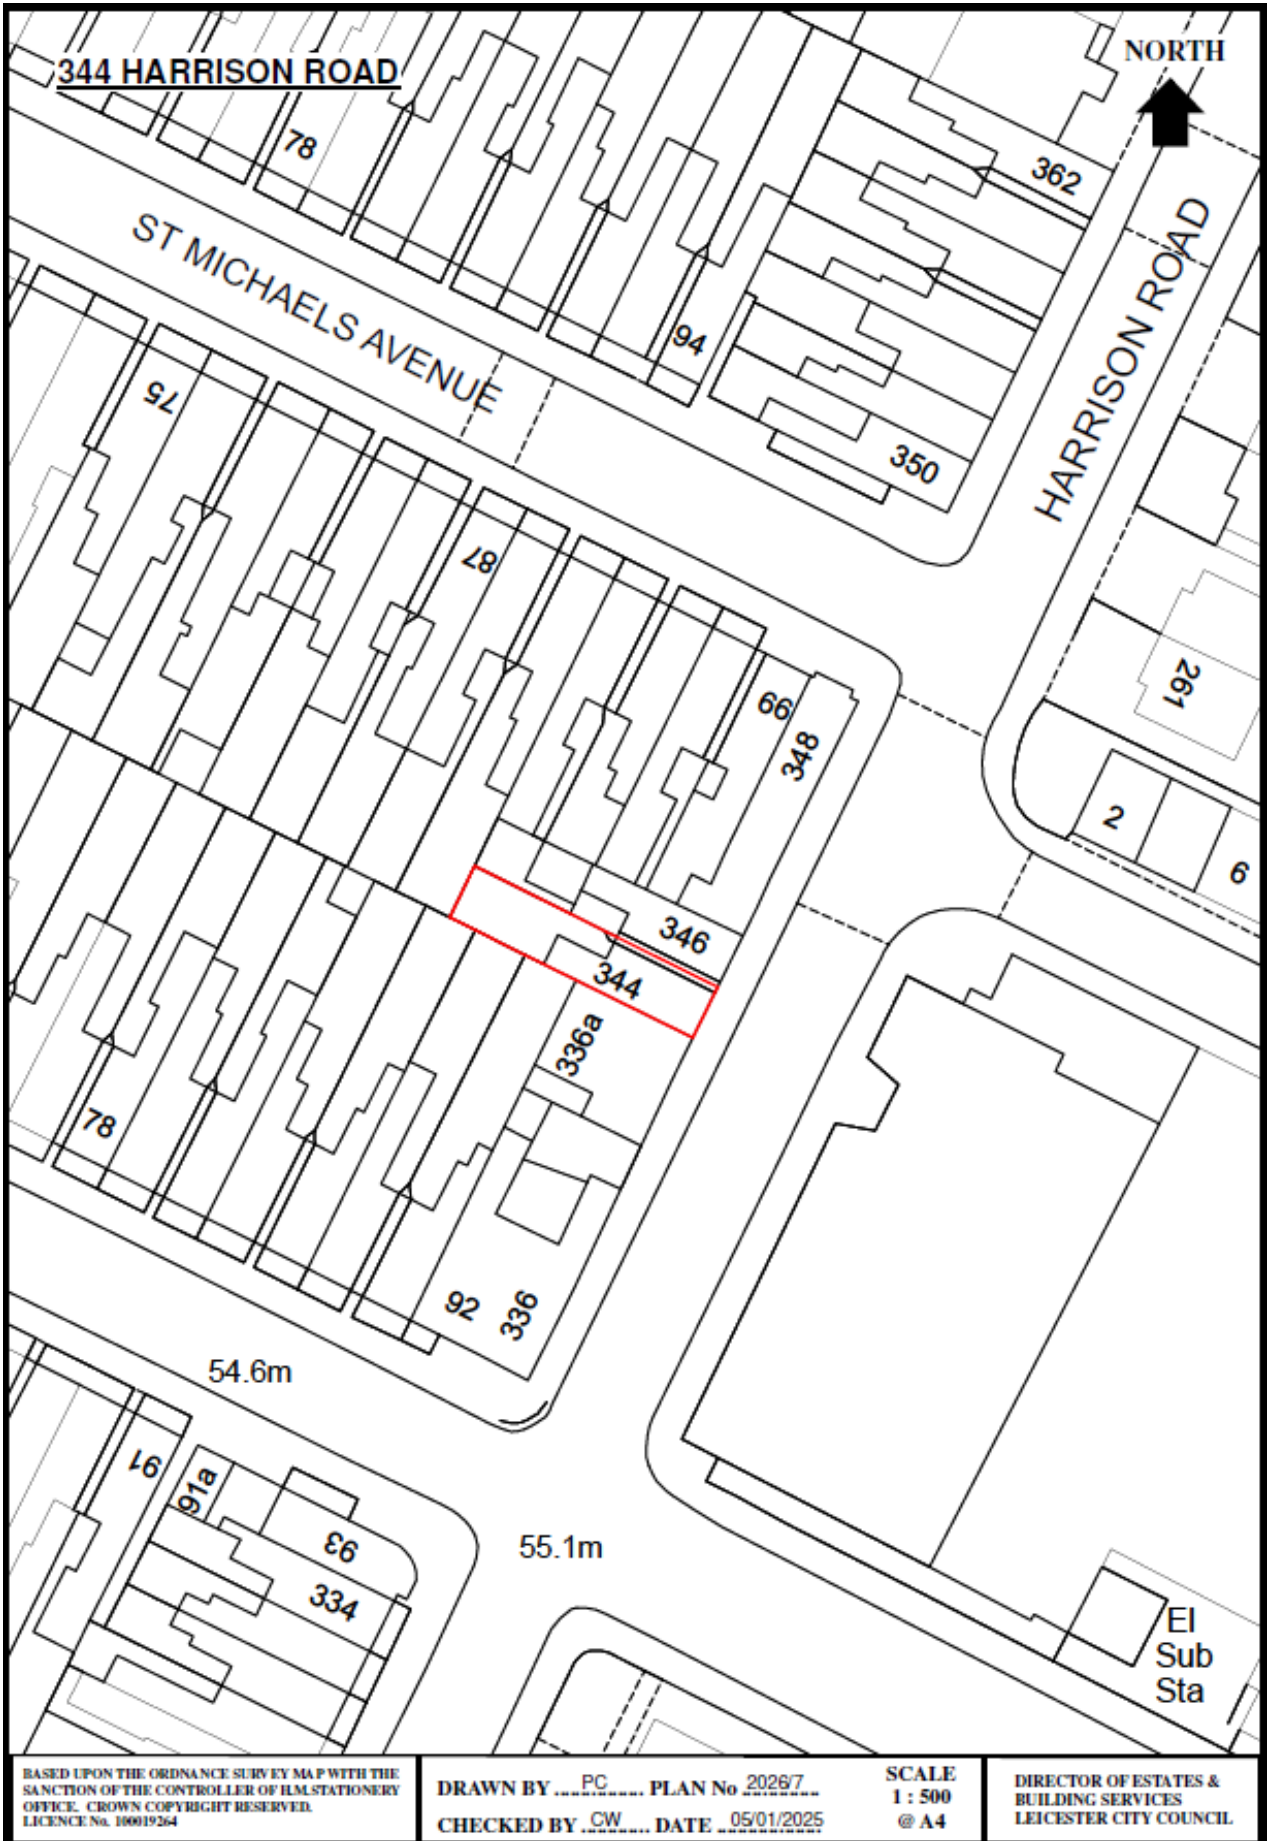 344 HARRISON ROAD
NORTH
78
362
ST MICHAELS AVENUE
HARRISON ROAD
94
75
350
87
261
99
348
2
6
346
344
336a
78
92
336
54.6m
91
91a
93
55.1m
334
El
Sub
Sta
BASED UPON THE ORDNANCE SURVEY MAP WITH THE
SANCTION OF THE CONTROLLER OF H.M.STATIONERY
OFFICE. CROWN COPYRIGHT RESERVED.
LICENCE No. 100019264
DRAWN BY ....PC.... PLAN No 2026/7
CHECKED BY CW DATE 05/01/2025
SCALE
1 : 500
@ A4
DIRECTOR OF ESTATES &
BUILDING SERVICES
LEICESTER CITY COUNCIL